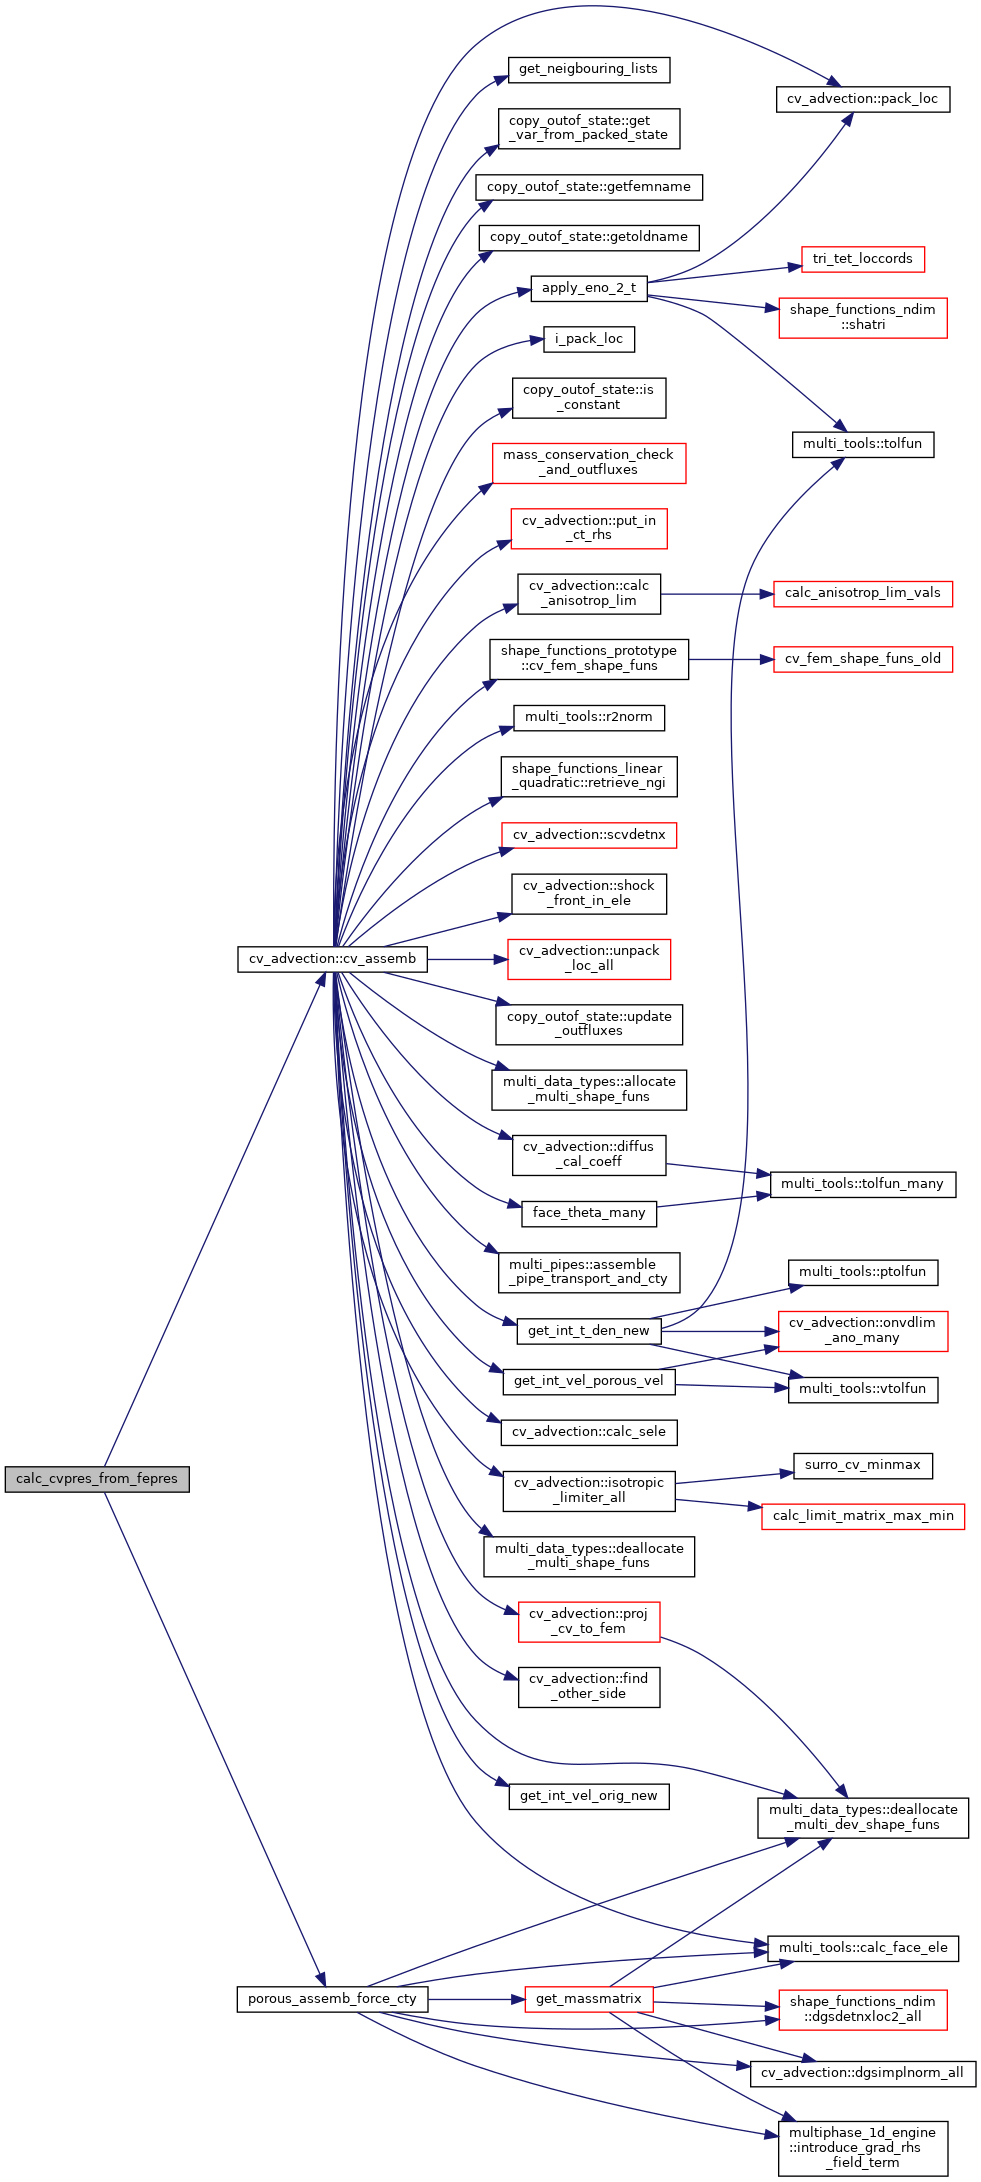 get_neigbouring_lists
cv_advection::pack_loc
copy_outof_state::get
_var_from_packed_state
copy_outof_state::getfemname
copy_outof_state::getoldname
tri_tet_loccords
apply_eno_2_t
shape_functions_ndim
::shatri
i_pack_loc
copy_outof_state::is
_constant
multi_tools::tolfun
mass_conservation_check
_and_outfluxes
cv_advection::put_in
_ct_rhs
cv_advection::calc
_anisotrop_lim
calc_anisotrop_lim_vals
shape_functions_prototype
::cv_fem_shape_funs
cv_fem_shape_funs_old
multi_tools::r2norm
shape_functions_linear
_quadratic::retrieve_ngi
cv_advection::scvdetnx
cv_advection::shock
_front_in_ele
cv_advection::cv_assemb
cv_advection::unpack
_loc_all
copy_outof_state::update
_outfluxes
multi_data_types::allocate
_multi_shape_funs
cv_advection::diffus
_cal_coeff
multi_tools::tolfun_many
face_theta_many
multi_pipes::assemble
_pipe_transport_and_cty
multi_tools::ptolfun
get_int_t_den_new
cv_advection::onvdlim
_ano_many
get_int_vel_porous_vel
multi_tools::vtolfun
cv_advection::calc_sele
calc_cvpres_from_fepres
cv_advection::isotropic
_limiter_all
surro_cv_minmax
calc_limit_matrix_max_min
multi_data_types::deallocate
_multi_shape_funs
cv_advection::proj
_cv_to_fem
cv_advection::find
_other_side
get_int_vel_orig_new
multi_data_types::deallocate
_multi_dev_shape_funs
multi_tools::calc_face_ele
porous_assemb_force_cty
get_massmatrix
shape_functions_ndim
::dgsdetnxloc2_all
cv_advection::dgsimplnorm_all
multiphase_1d_engine
::introduce_grad_rhs
_field_term